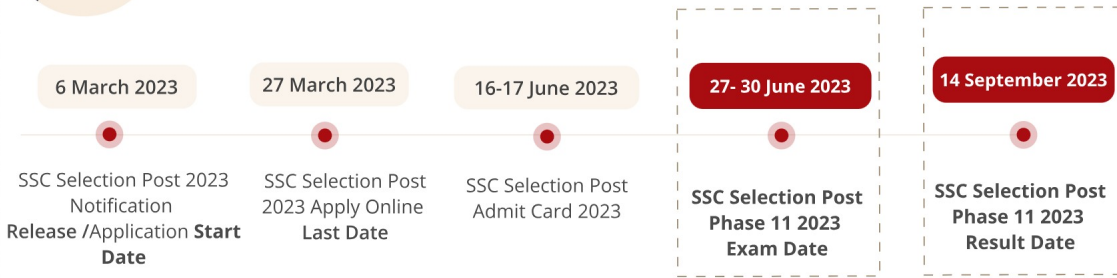 6 March 2023
SSC Selection Post 2023
Notification
Release /Application Start
Date
27 March 2023
SSC Selection Post
2023 Apply Online
Last Date
16-17 June 2023
SSC Selection Post
Admit Card 2023
27- 30 June 2023
SSC Selection Post
Phase 11 2023
Exam Date
14 September 2023
SSC Selection Post
Phase 11 2023
Result Date